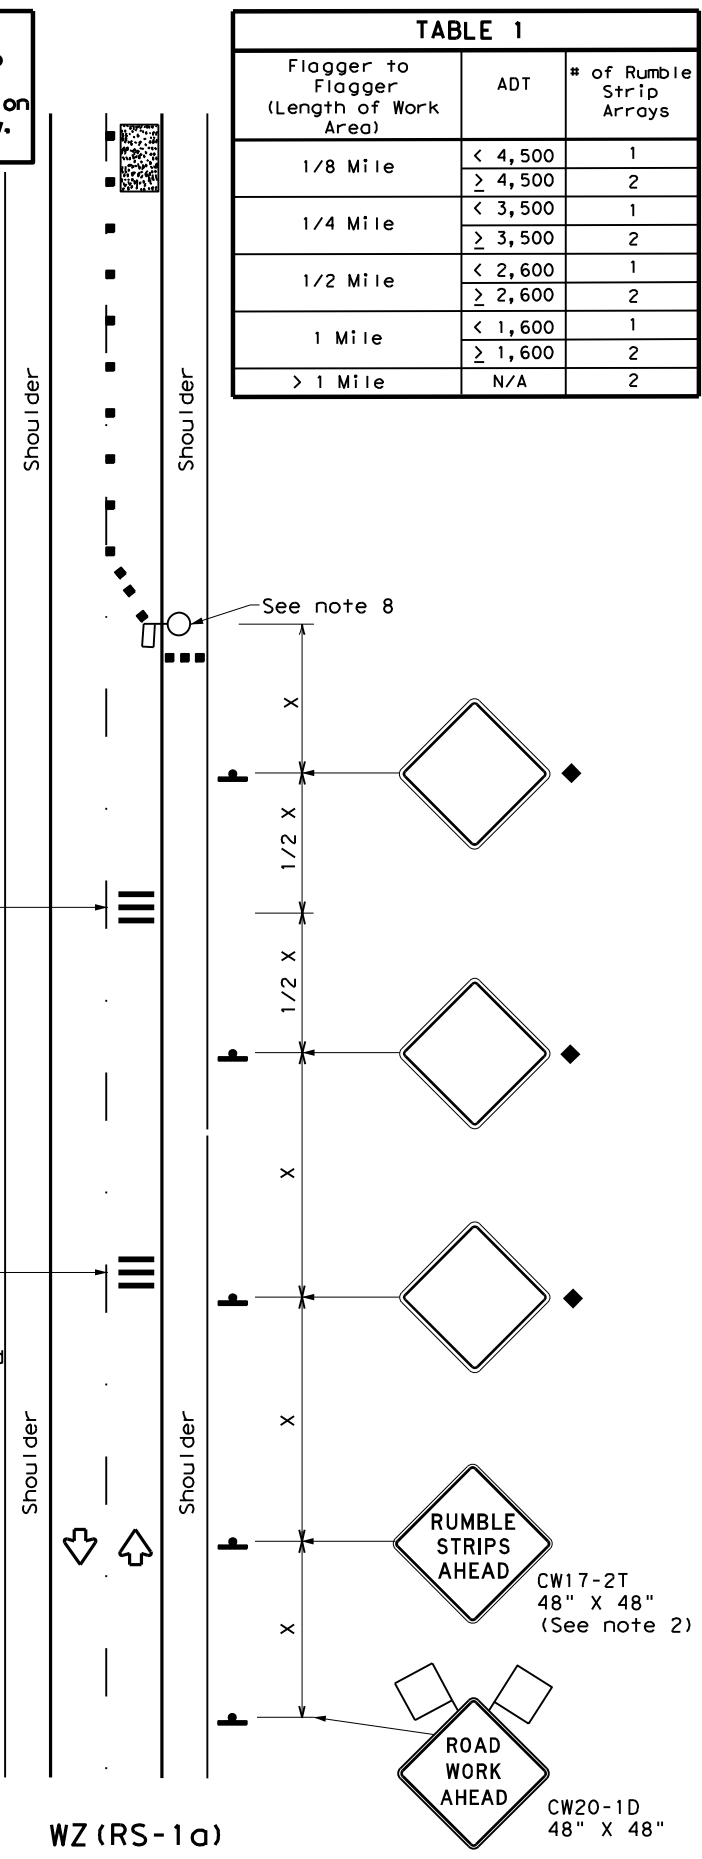 on
TABLE 1
Flagger to
Flagger
(Length of Work
Area)
ADT
# of Rumble
Strip
Arrays
1/8 Mile
< 4,500
1
≥ 4,500
2
1/4 Mile
< 3,500
1
≥ 3,500
2
1/2 Mile
< 2,600
1
≥ 2,600
2
1 Mile
< 1,600
1
≥ 1,600
2
> 1 Mile
N/A
2
Shoulder
Shoulder
See note 8
X
1/2 X
1/2 X
X
X
Shoulder
Shoulder
RUMBLE
STRIPS
AHEAD
CW17-2T
48" X 48"
(See note 2)
X
ROAD
WORK
AHEAD
CW20-1D
48" X 48"
WZ(RS-1a)